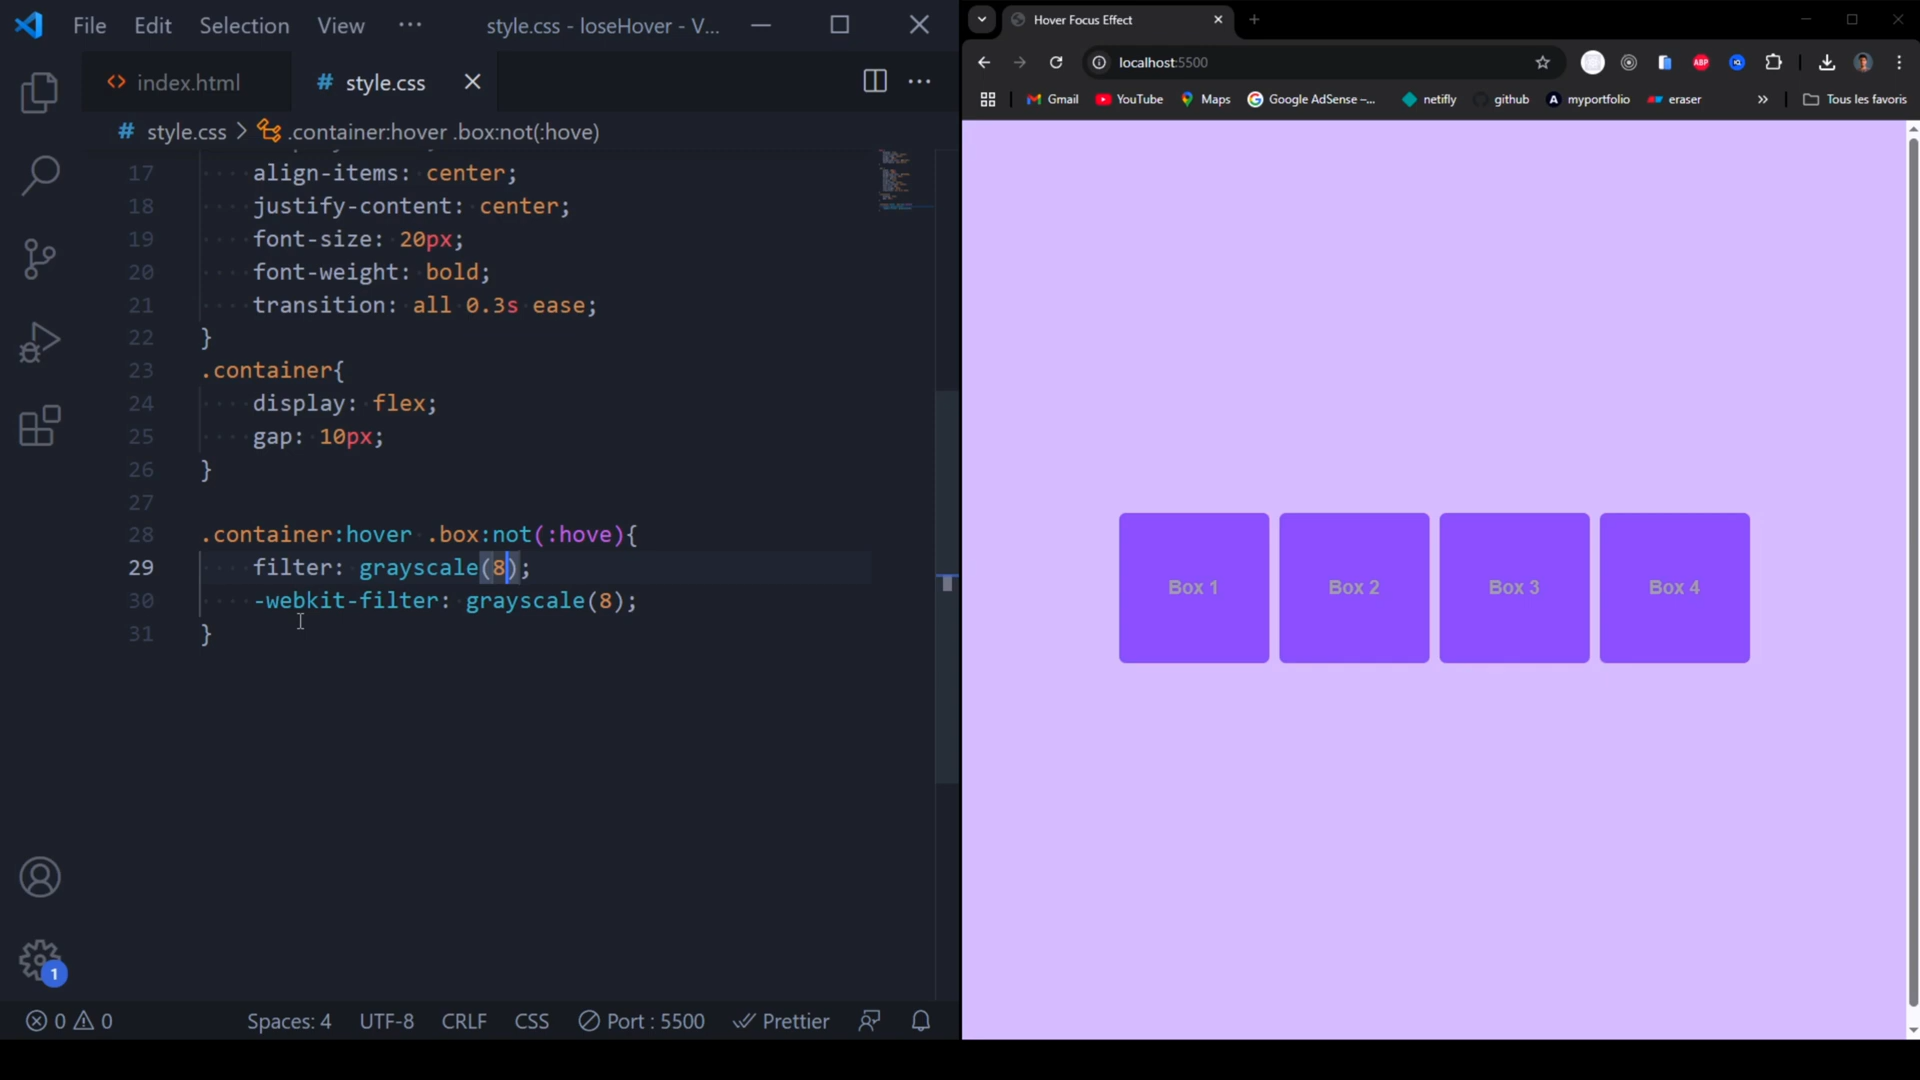 File Edit Selection View ··· style.css - loseHover - V...
<> index.html # style.css
# style.css > .container:hover .box:not(:hove)
17 align-items: center;
18 justify-content: center;
19 font-size: 20px;
20 font-weight: bold;
21 transition: all 0.3s ease;
22 }
23 .container{
24 display: flex;
25 gap: 10px;
26 }
27
28 .container:hover .box:not(:hove){
29 filter: grayscale(8);
30 -webkit-filter: grayscale(8);
31 }
1
0 0 Spaces: 4 UTF-8 CRLF CSS Port : 5500 Prettier
Hover Focus Effect
localhost:5500
ABP
Gmail YouTube Maps Google AdSense –... netifly github A myportfolio eraser » Tous les favoris
Box 1 Box 2 Box 3 Box 4